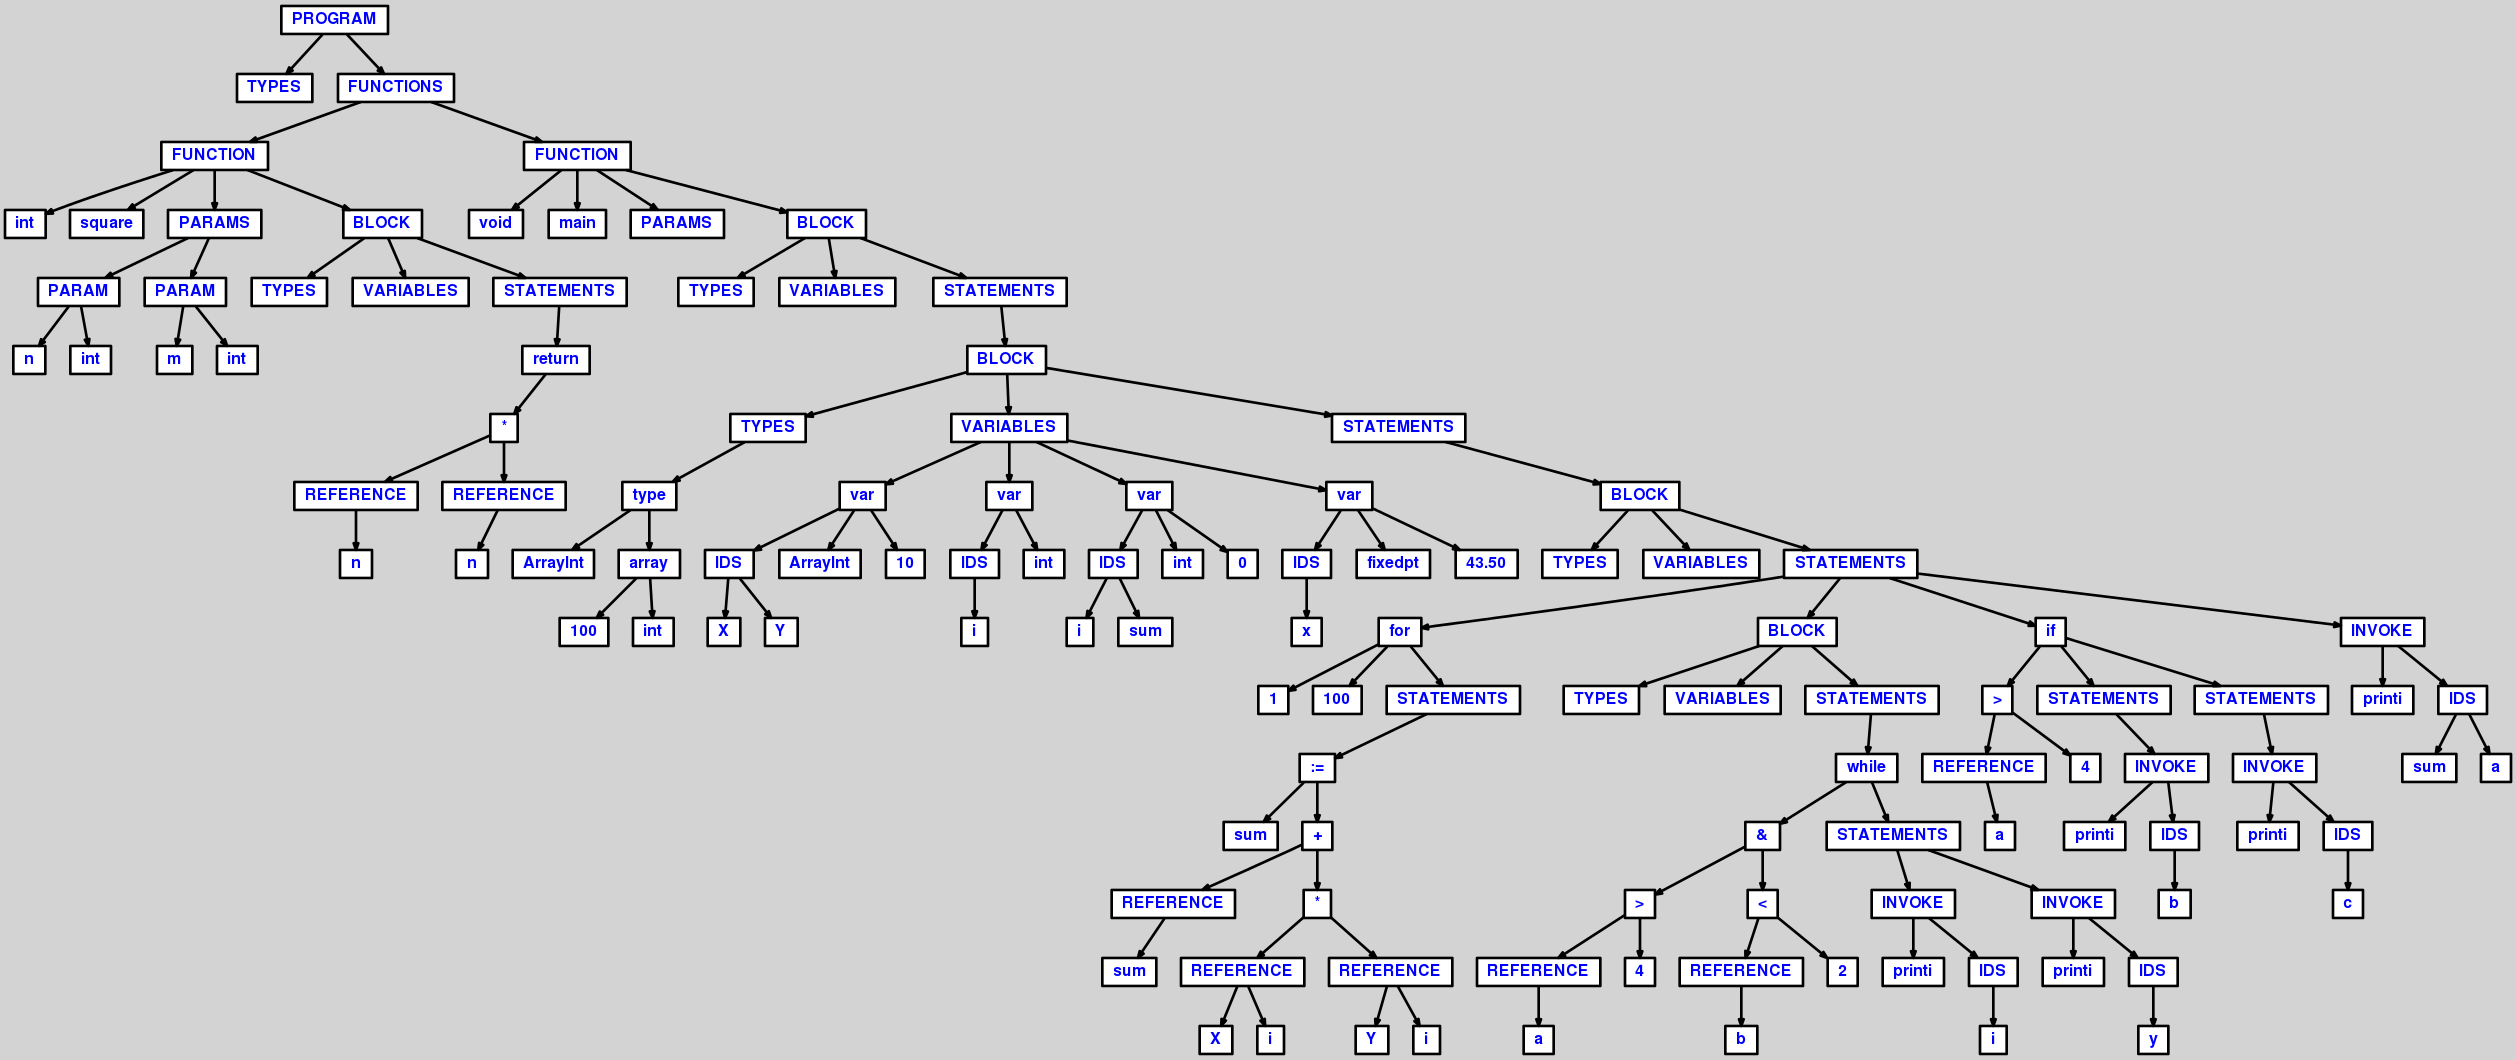 PROGRAM
TYPES FUNCTIONS
FUNCTION FUNCTION
int square PARAMS BLOCK void main PARAMS BLOCK
PARAM PARAM TYPES VARIABLES STATEMENTS TYPES VARIABLES STATEMENTS
n int m int return BLOCK
* TYPES VARIABLES STATEMENTS
REFERENCE REFERENCE type var var var var BLOCK
n n ArrayInt array IDS ArrayInt 10 IDS int IDS int 0 IDS fixedpt 43.50 TYPES VARIABLES STATEMENTS
100 int X Y i i sum x for BLOCK if INVOKE
1 100 STATEMENTS TYPES VARIABLES STATEMENTS > STATEMENTS STATEMENTS printi IDS
:= while REFERENCE 4 INVOKE INVOKE sum a
sum + & STATEMENTS a printi IDS printi IDS
REFERENCE * > < INVOKE INVOKE b c
sum REFERENCE REFERENCE REFERENCE 4 REFERENCE 2 printi IDS printi IDS
X i Y i a b i y